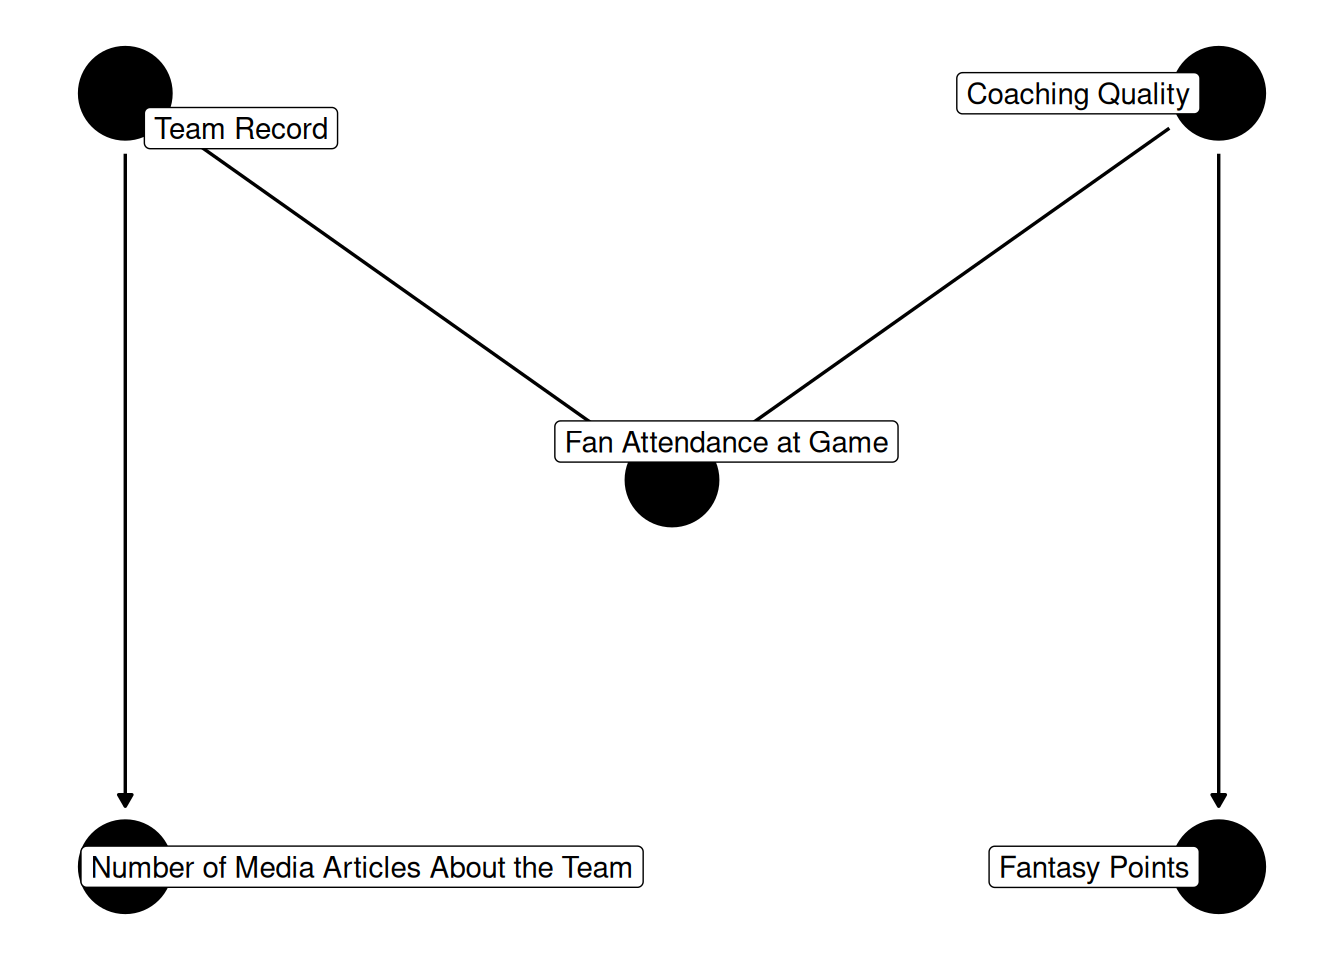 Team Record
Coaching Quality
Fan Attendance at Game
Number of Media Articles About the Team
Fantasy Points